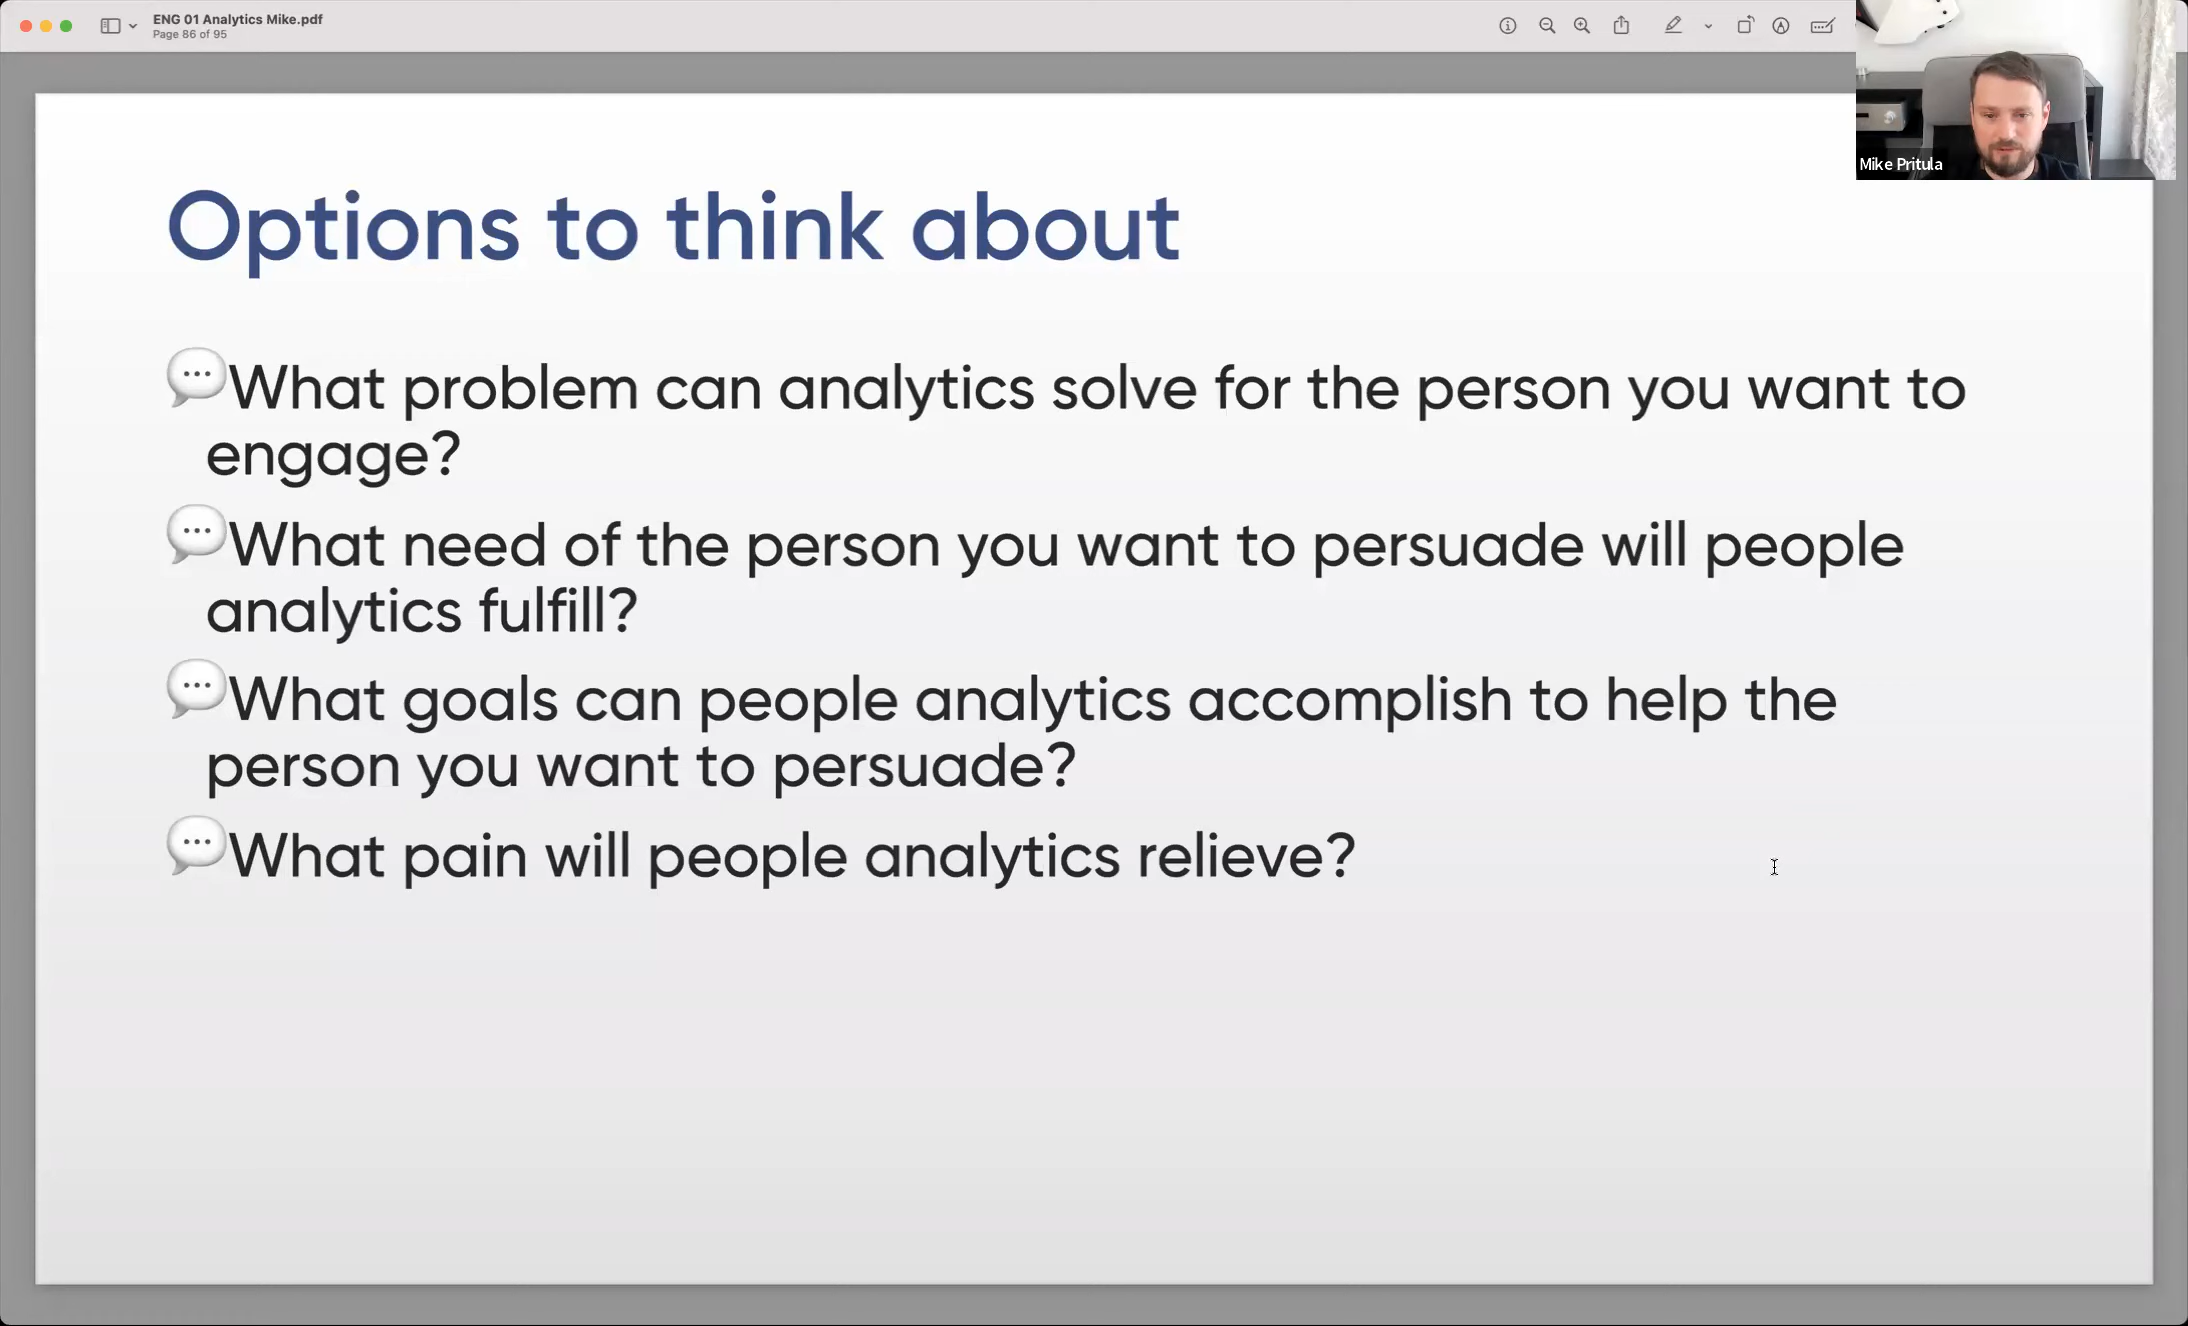 ENG 01 Analytics Mike.pdf
Page 86 of 95
Mike Pritula
Options to think about
What problem can analytics solve for the person you want to
engage?
What need of the person you want to persuade will people
analytics fulfill?
What goals can people analytics accomplish to help the
person you want to persuade?
What pain will people analytics relieve?